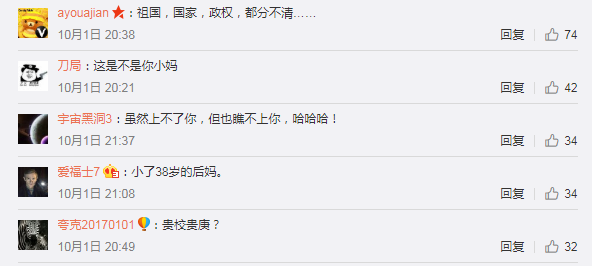 ayouajian：祖国，国家，政权，都分不清……
10月1日 20:38 回复 74
刀局：这是不是你小妈
10月1日 20:21 回复 42
宇宙黑洞3：虽然上不了你，但也瞧不上你，哈哈哈！
10月1日 21:37 回复 34
爱福士7：小了38岁的后妈。
10月1日 21:08 回复 34
夸克20170101：贵恔贵庚？
10月1日 20:49 回复 32